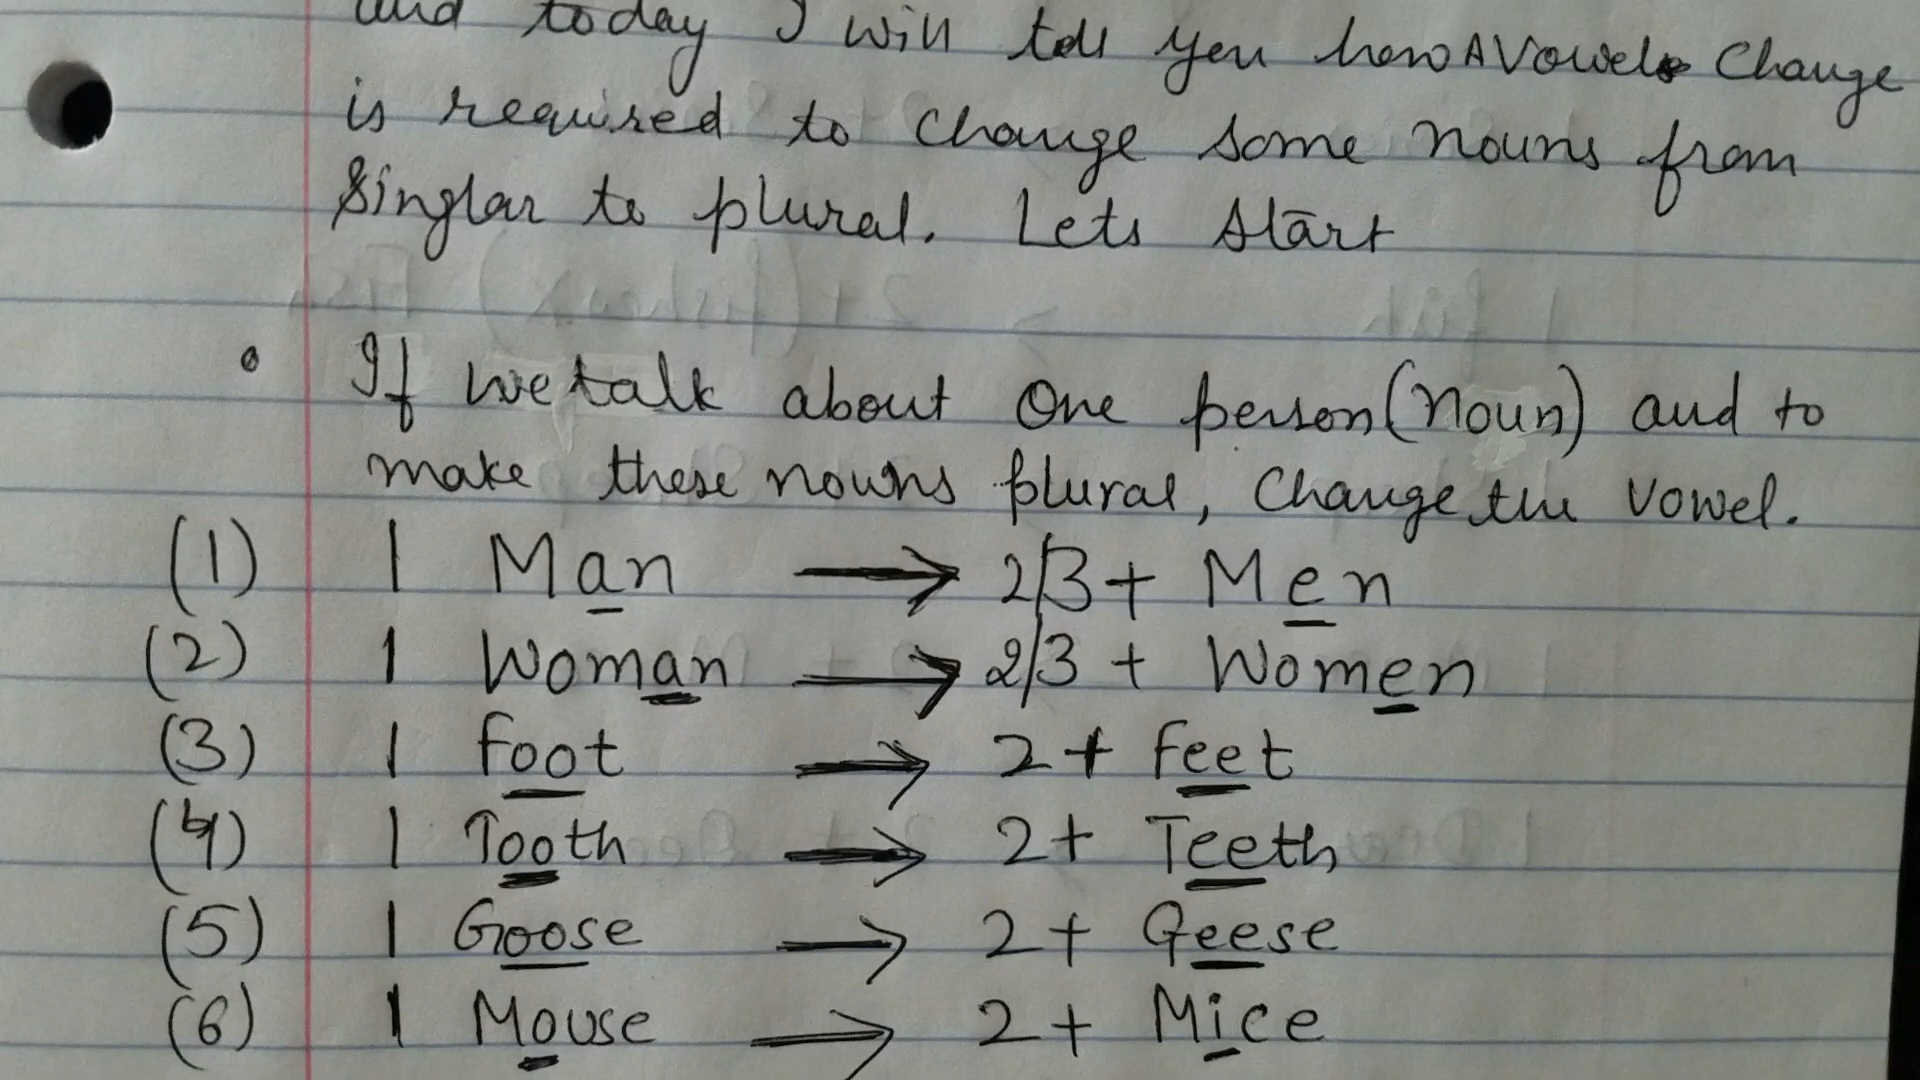 and today I will tell you how A Vowel Change
is required to change some nouns from
Singlar to plural. Lets start
If we talk about One person (Noun) and to
make these nouns plural, Change the Vowel.
(1) 1 Man → 2/3+ Men
(2) 1 Woman → 2/3 + Women
(3) 1 foot → 2+ feet
(4) 1 Tooth → 2+ Teeth
(5) 1 Goose → 2+ Geese
(6) 1 Mouse → 2+ Mice